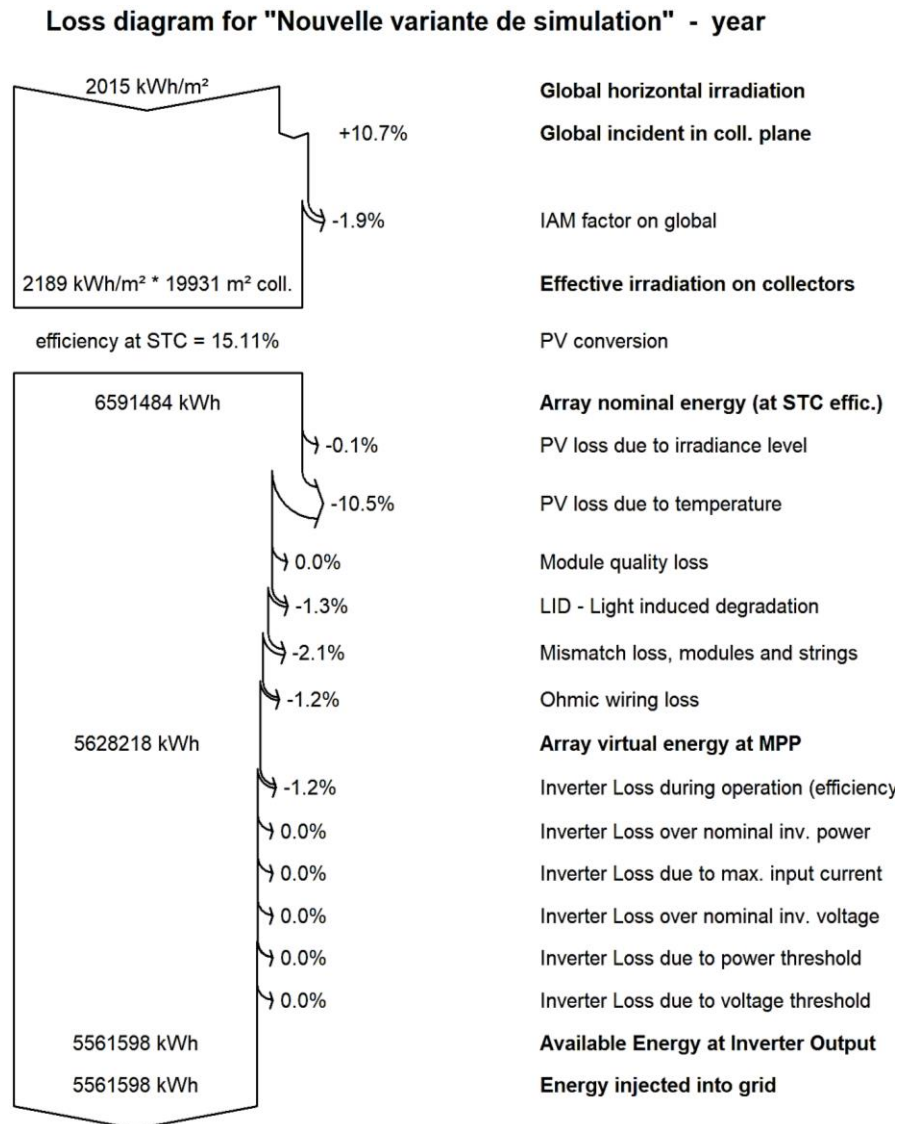 Loss diagram for "Nouvelle variante de simulation" - year
2015 kWh/m² Global horizontal irradiation
+10.7% Global incident in coll. plane
-1.9% IAM factor on global
2189 kWh/m² * 19931 m² coll. Effective irradiation on collectors
efficiency at STC = 15.11% PV conversion
6591484 kWh Array nominal energy (at STC effic.)
-0.1% PV loss due to irradiance level
-10.5% PV loss due to temperature
0.0% Module quality loss
-1.3% LID - Light induced degradation
-2.1% Mismatch loss, modules and strings
-1.2% Ohmic wiring loss
5628218 kWh Array virtual energy at MPP
-1.2% Inverter Loss during operation (efficiency
0.0% Inverter Loss over nominal inv. power
0.0% Inverter Loss due to max. input current
0.0% Inverter Loss over nominal inv. voltage
0.0% Inverter Loss due to power threshold
0.0% Inverter Loss due to voltage threshold
5561598 kWh Available Energy at Inverter Output
5561598 kWh Energy injected into grid